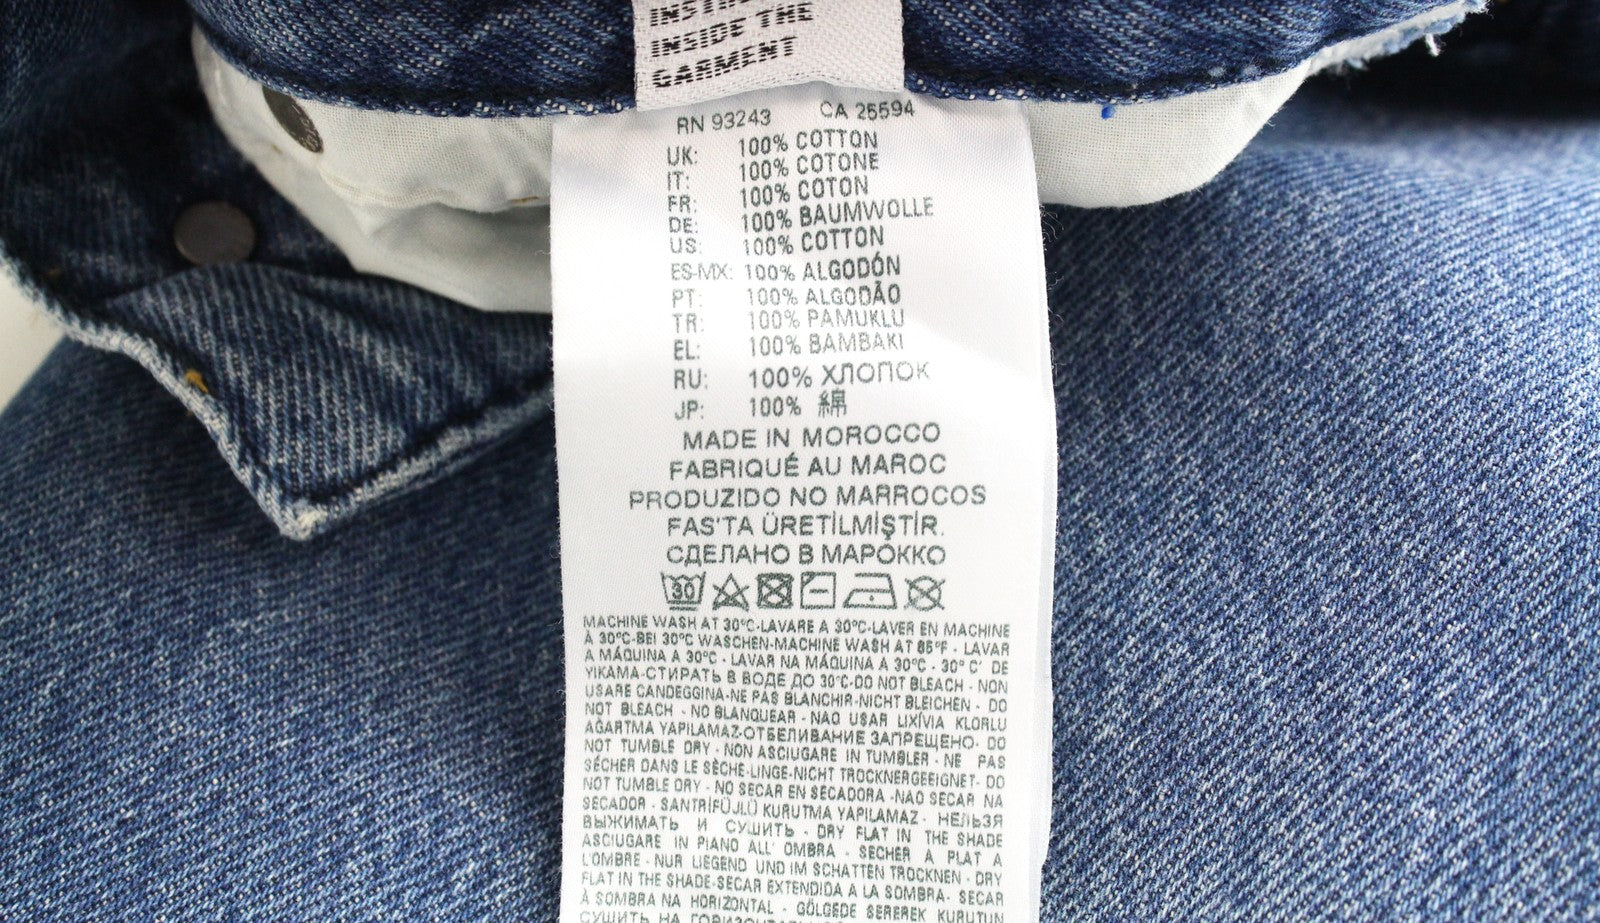 INSIDE THE
GARMENT
RN 93243 CA 25594
UK: 100% COTTON
IT: 100% COTONE
FR: 100% COTON
DE: 100% BAUMWOLLE
US: 100% COTTON
ES-MX: 100% ALGODÓN
PT: 100% ALGODÃO
TR: 100% PAMUKLU
EL: 100% BAMBAKI
RU: 100% ХЛОПОК
JP: 100% 綿
MADE IN MOROCCO
FABRIQUÉ AU MAROC
PRODUZIDO NO MARROCOS
FAS'TA ÜRETİLMİŞTİR.
СДЕЛАНО В МАРОККО
30
MACHINE WASH AT 30°C-LAVARE A 30°C-LAVER EN MACHINE
À 30°C-BEI 30°C WASCHEN-MACHINE WASH AT 85°F - LAVAR
A MÁQUINA A 30°C - LAVAR NA MÁQUINA A 30°C - 30° C' DE
YIKAMA-СТИРАТЬ В ВОДЕ ДО 30°C-DO NOT BLEACH - NON
USARE CANDEGGINA-NE PAS BLANCHIR-NICHT BLEICHEN - DO
NOT BLEACH - NO BLANQUEAR - NAO USAR LIXÍVIA KLORLU
AĞARTMA YAPILAMAZ-ОТБЕЛИВАНИЕ ЗАПРЕЩЕНО- DO
NOT TUMBLE DRY - NON ASCIUGARE IN TUMBLER - NE PAS
SÉCHER DANS LE SÈCHE-LINGE-NICHT TROCKNERGEEIGNET- DO
NOT TUMBLE DRY - NO SECAR EN SECADORA -NAO SECAR NA
SECADOR - SANTRİFÜJLÜ KURUTMA YAPILAMAZ - НЕЛЬЗЯ
ВЫЖИМАТЬ И СУШИТЬ - DRY FLAT IN THE SHADE
ASCIUGARE IN PIANO ALL' OMBRA - SECHER À PLAT A
L'OMBRE - NUR LIEGEND UND IM SCHATTEN TROCKNEN - DRY
FLAT IN THE SHADE-SECAR EXTENDIDA A LA SOMBRA- SECAR
À SOMBRA NA HORIZONTAL - GÖLGEDE SEREREK KURUTUN
СУШИТЬ НА